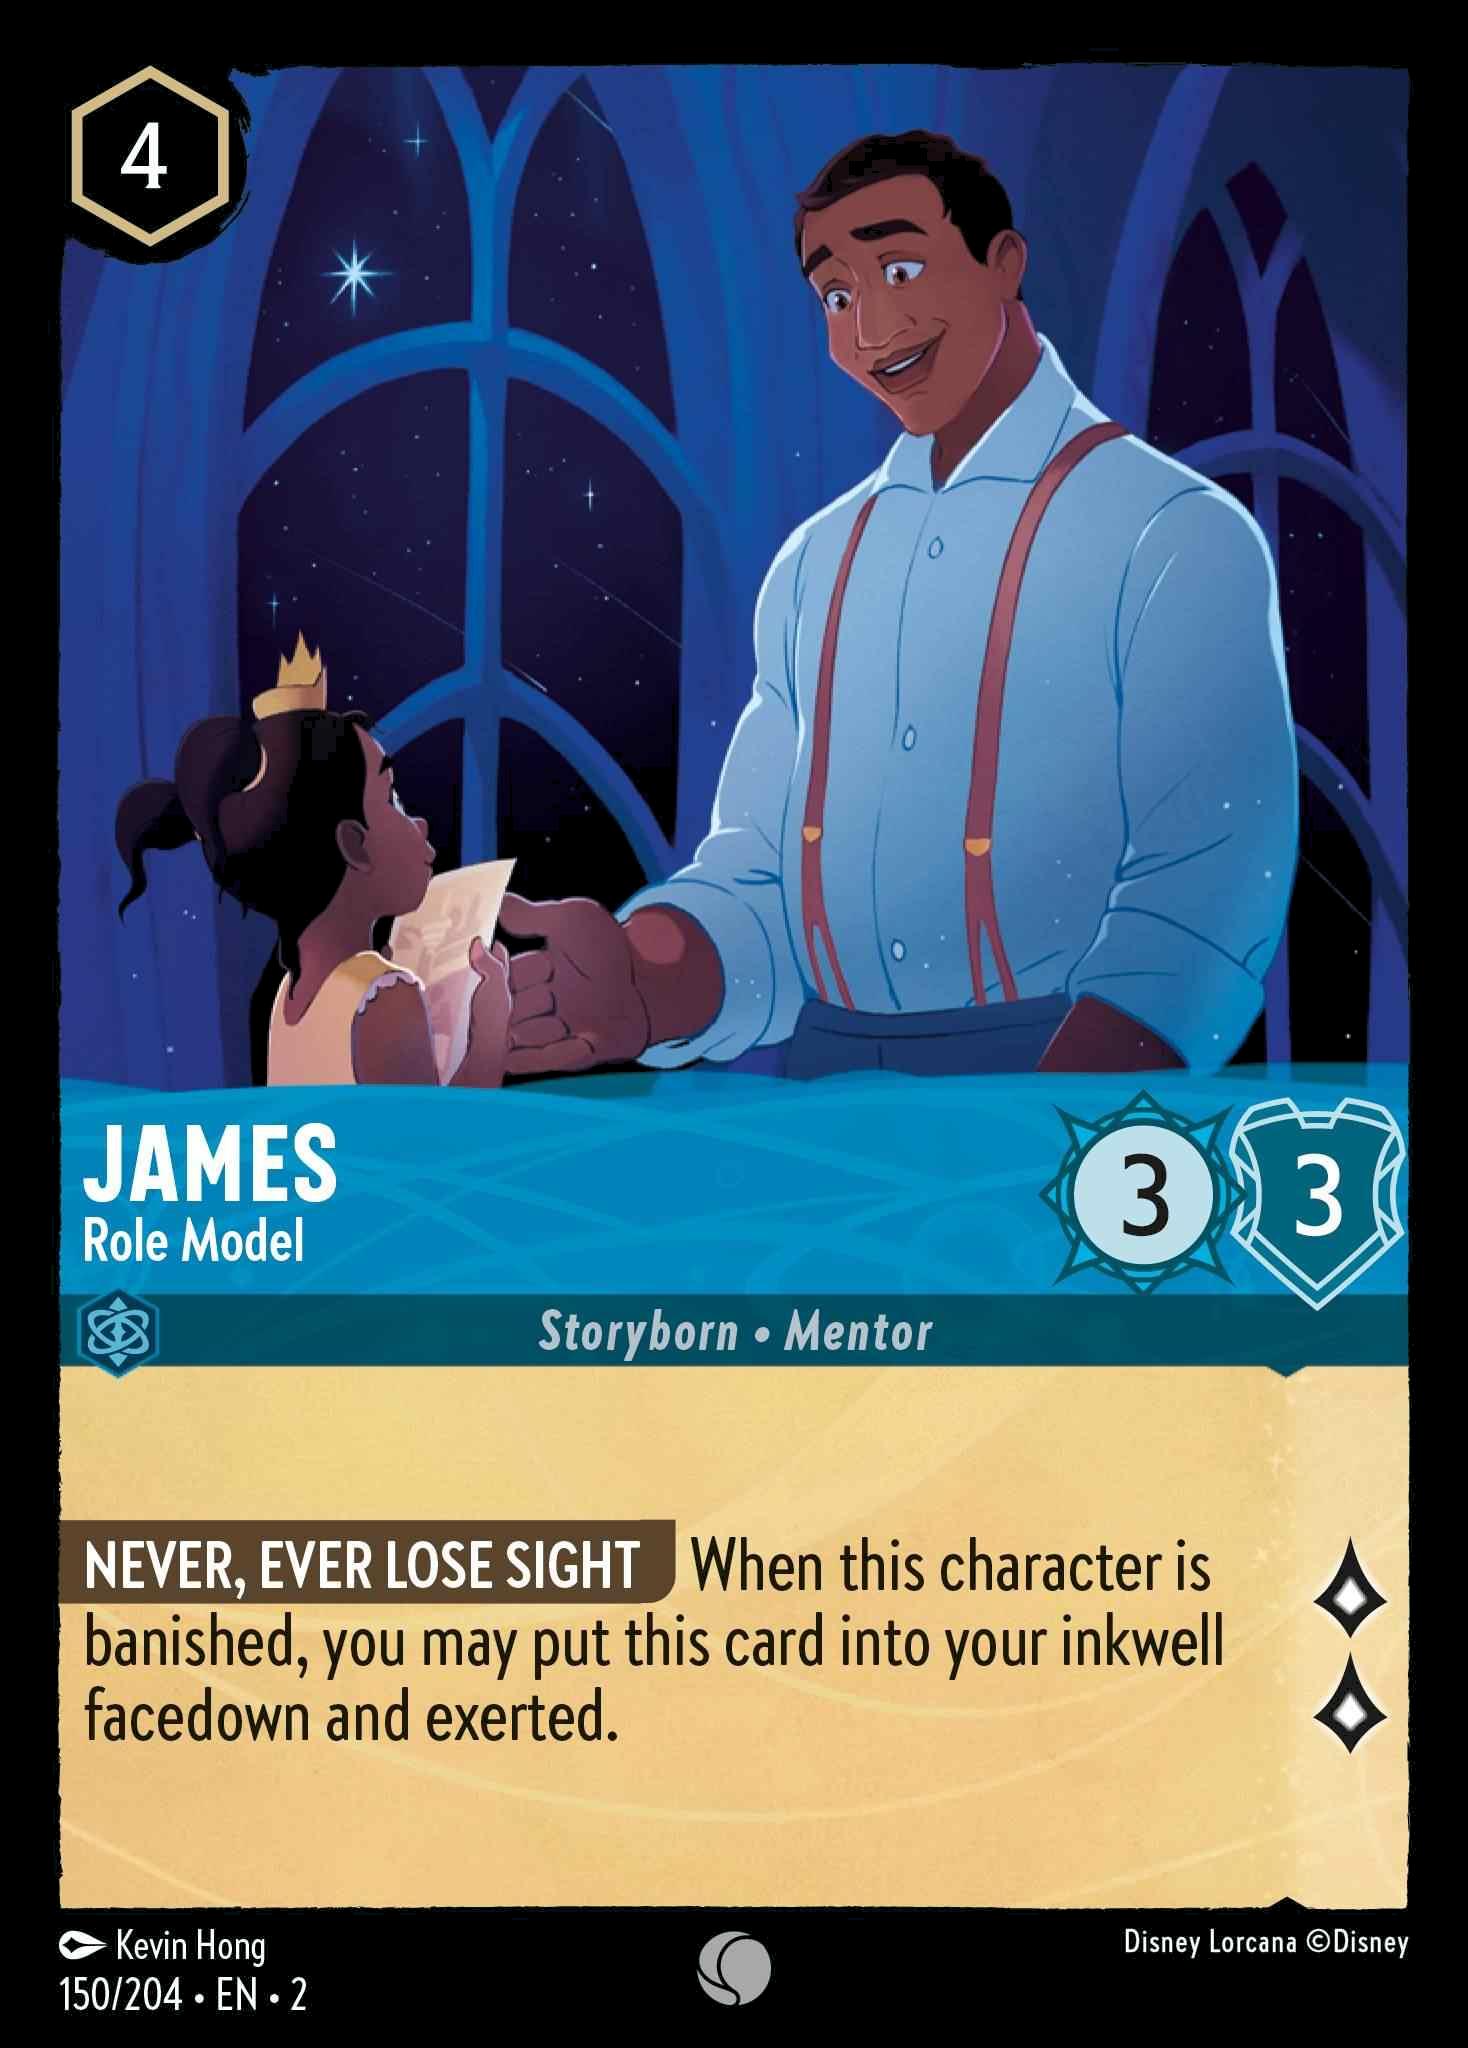 4
JAMES
Role Model
3
3
Storyborn • Mentor
NEVER, EVER LOSE SIGHT When this character is
banished, you may put this card into your inkwell
facedown and exerted.
Kevin Hong
150/204 • EN • 2
Disney Lorcana ©Disney